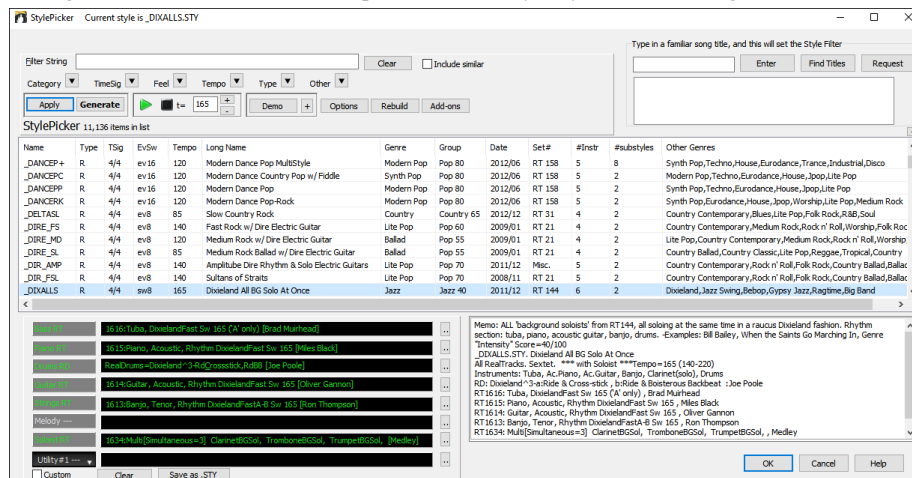 StylePicker Current style is _DIXALLS.STY
Type in a familiar song title, and this will set the Style Filter
Filter String Clear Include similar
Enter Find Titles Request
Category TimeSig Feel Tempo Type Other
Apply Generate t= 165 + - Demo + Options Rebuild Add-ons
StylePicker 11,136 items in list
Name Type TSig EvSw Tempo Long Name Genre Group Date Set# #Instr #substyles Other Genres
_DANCEP+ R 4/4 ev16 120 Modern Dance Pop MultiStyle Modern Pop Pop 80 2012/06 RT 158 5 8 Synth Pop,Techno,House,Eurodance,Trance,Industrial,Disco
_DANCEPC R 4/4 ev16 120 Modern Dance Country Pop w/ Fiddle Synth Pop Pop 80 2012/06 RT 158 5 2 Modern Pop,Techno,Eurodance,House,Jpop,Lite Pop
_DANCEPP R 4/4 ev16 120 Modern Dance Pop Modern Pop Pop 80 2012/06 RT 158 5 2 Synth Pop,Techno,Eurodance,House,Jpop,Lite Pop
_DANCERK R 4/4 ev16 120 Modern Dance Pop-Rock Modern Pop Pop 80 2012/06 RT 158 5 2 Synth Pop,Eurodance,House,Jpop,Worship,Lite Pop,Medium Rock
_DELTASL R 4/4 ev8 85 Slow Country Rock Country Country 65 2012/12 RT 31 4 2 Country Contemporary,Blues,Lite Pop,Folk Rock,R&B,Soul
_DIRE_FS R 4/4 ev8 140 Fast Rock w/ Dire Electric Guitar Lite Pop Pop 60 2009/01 RT 21 4 2 Country Contemporary,Medium Rock,Rock n' Roll,Worship,Folk Roc
_DIRE_MD R 4/4 ev8 120 Medium Rock w/ Dire Electric Guitar Ballad Pop 55 2009/01 RT 21 4 2 Lite Pop,Country Contemporary,Medium Rock,Rock n' Roll,Worship,
_DIRE_SL R 4/4 ev8 85 Medium Rock Ballad w/ Dire Electric Guitar Ballad Pop 55 2009/01 RT 21 4 2 Country Ballad,Country Classic,Lite Pop,Reggae,Tropical,Country
_DIR_AMP R 4/4 ev8 140 Amplitube Dire Rhythm & Solo Electric Guitars Lite Pop Pop 70 2011/12 Misc. 5 2 Country Contemporary,Rock n' Roll,Folk Rock,Country Ballad,Ballad
_DIR_FSL R 4/4 ev8 140 Sultans of Straits Lite Pop Pop 70 2008/11 RT 21 5 2 Country Contemporary,Rock n' Roll,Folk Rock,Country Ballad,Ballad
_DIXALLS R 4/4 sw8 165 Dixieland All BG Solo At Once Jazz Jazz 40 2011/12 RT 144 6 2 Dixieland,Jazz Swing,Bebop,Gypsy Jazz,Ragtime,Big Band
1616:Tuba, DixielandFast Sw 165 ('A' only) [Brad Muirhead] ..
1615:Piano, Acoustic, Rhythm DixielandFast Sw 165 [Miles Black] ..
RealDrums=Dixieland^3-RdCrossstick,RdBB [Joe Poole] ..
Guitar RT 1614:Guitar, Acoustic, Rhythm DixielandFast Sw 165 [Oliver Gannon] ..
1613:Banjo, Tenor, Rhythm DixielandFastA-B Sw 165 [Ron Thompson] ..
Melody --- ..
1634:Multi[Simultaneous=3] ClarinetBGSol, TromboneBGSol, TrumpetBGSol, [Medley] ..
Utility#1 --- ..
Custom Clear Save as .STY
Memo: ALL 'background soloists' from RT144, all soloing at the same time in a raucus Dixieland fashion. Rhythm
section: tuba, piano, acoustic guitar, banjo, drums. -Examples: Bill Bailey, When the Saints Go Marching In, Genre
"Intensity" Score=40/100
_DIXALLS.STY. Dixieland All BG Solo At Once
All RealTracks. Sextet. *** with Soloist ***Tempo=165 (140-220)
Instruments: Tuba, Ac.Piano, Ac.Guitar, Banjo, Clarinet(solo), Drums
RD: Dixieland^3-a:Ride & Cross-stick , b:Ride & Boisterous Backbeat :Joe Poole
RT1616: Tuba, DixielandFast Sw 165 ('A' only) , Brad Muirhead
RT1615: Piano, Acoustic, Rhythm DixielandFast Sw 165 , Miles Black
RT1614: Guitar, Acoustic, Rhythm DixielandFast Sw 165 , Oliver Gannon
RT1613: Banjo, Tenor, Rhythm DixielandFastA-B Sw 165 , Ron Thompson
RT1634: Multi[Simultaneous=3] ClarinetBGSol, TromboneBGSol, TrumpetBGSol, , Medley
OK Cancel Help